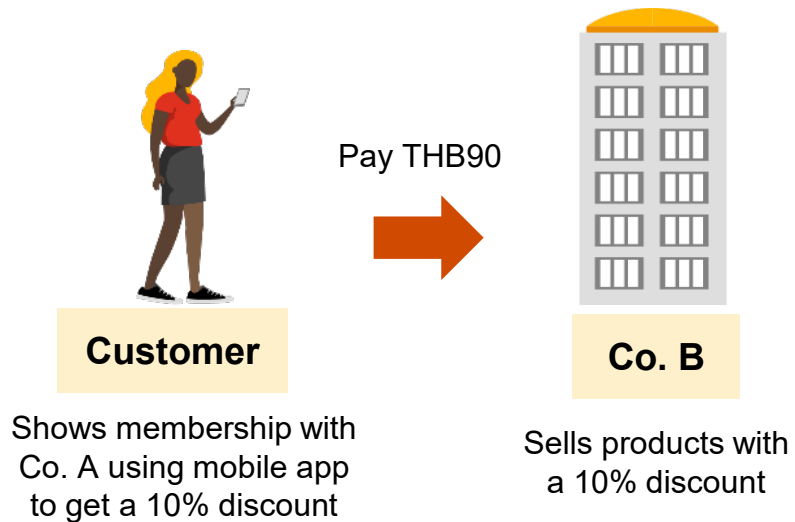 Pay THB90
Customer
Co. B
Shows membership with
Co. A using mobile app
to get a 10% discount
Sells products with
a 10% discount